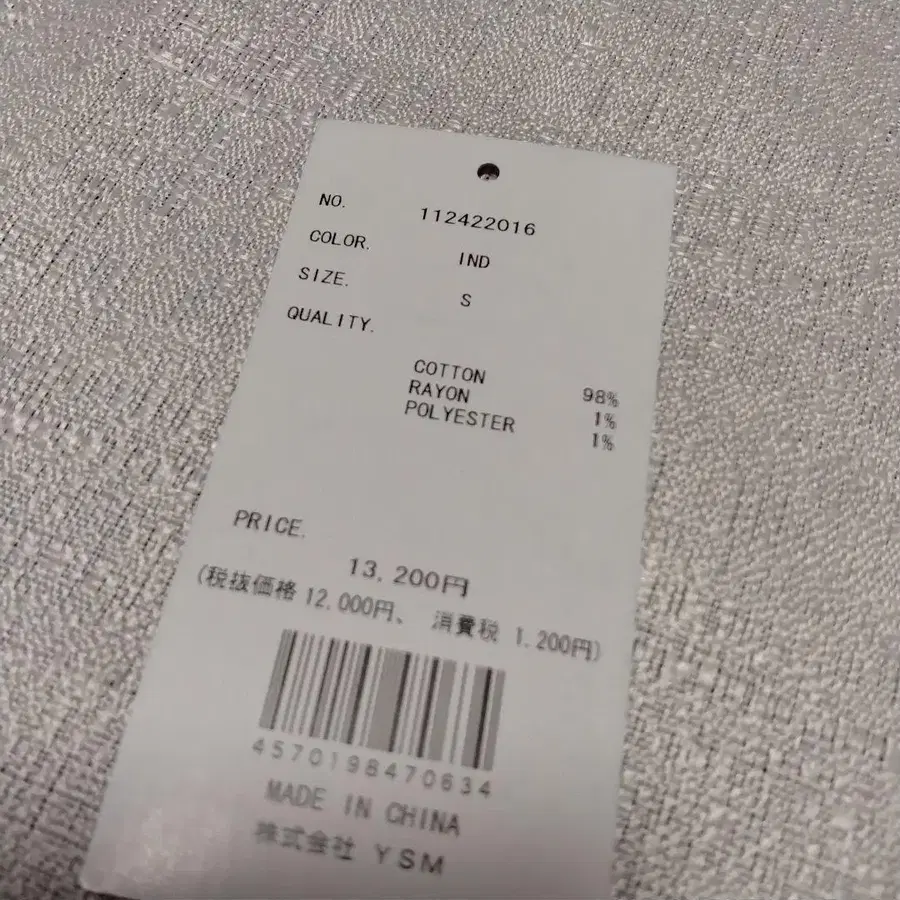 NO. 112422016
COLOR. IND
SIZE. S
QUALITY.
COTTON 98%
RAYON 1%
POLYESTER 1%
PRICE.
13,200円
(税抜価格 12,000円、 消費税 1,200円)
4570198470634
MADE IN CHINA
株式会社 YSM